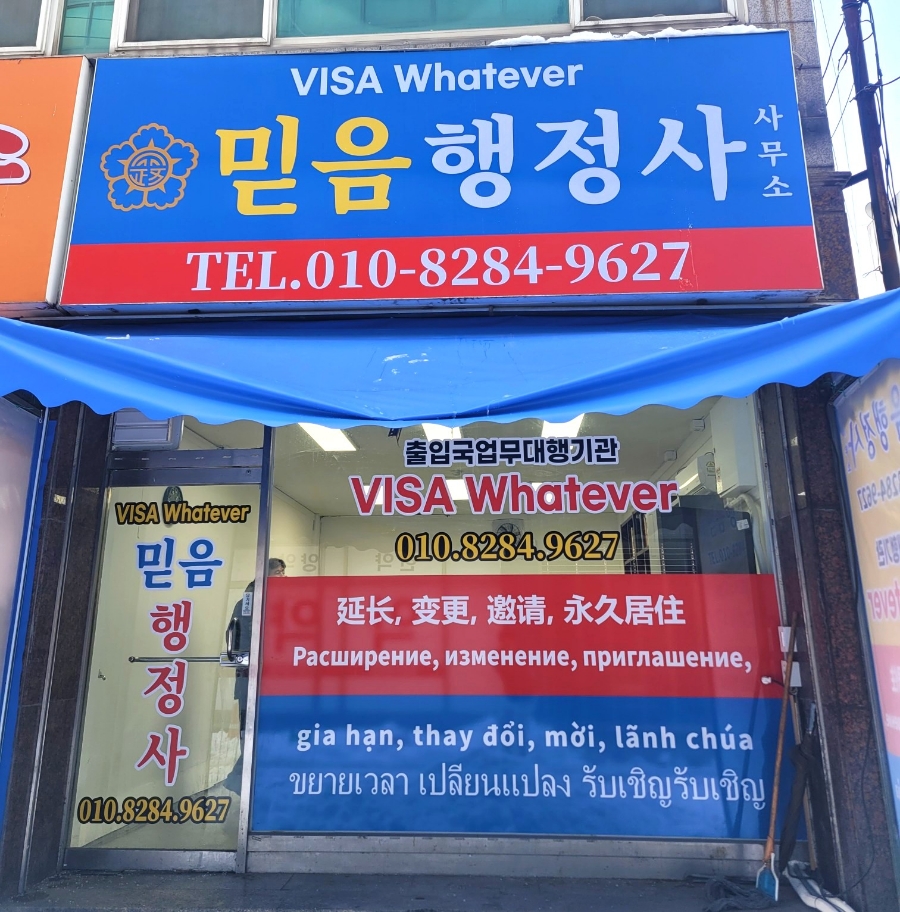 VISA Whatever
믿음행정사
사무소
TEL.010-8284-9627
출입국업무대행기관
VISA Whatever
010.8284.9627
VISA Whatever
믿음
행
정
사
010.8284.9627
延长, 变更, 邀请, 永久居住
Расширение, изменение, приглашение,
gia hạn, thay đổi, mời, lãnh chúa
ขยายเวลา เปลียนแปลง รับเชิญรับเชิญ